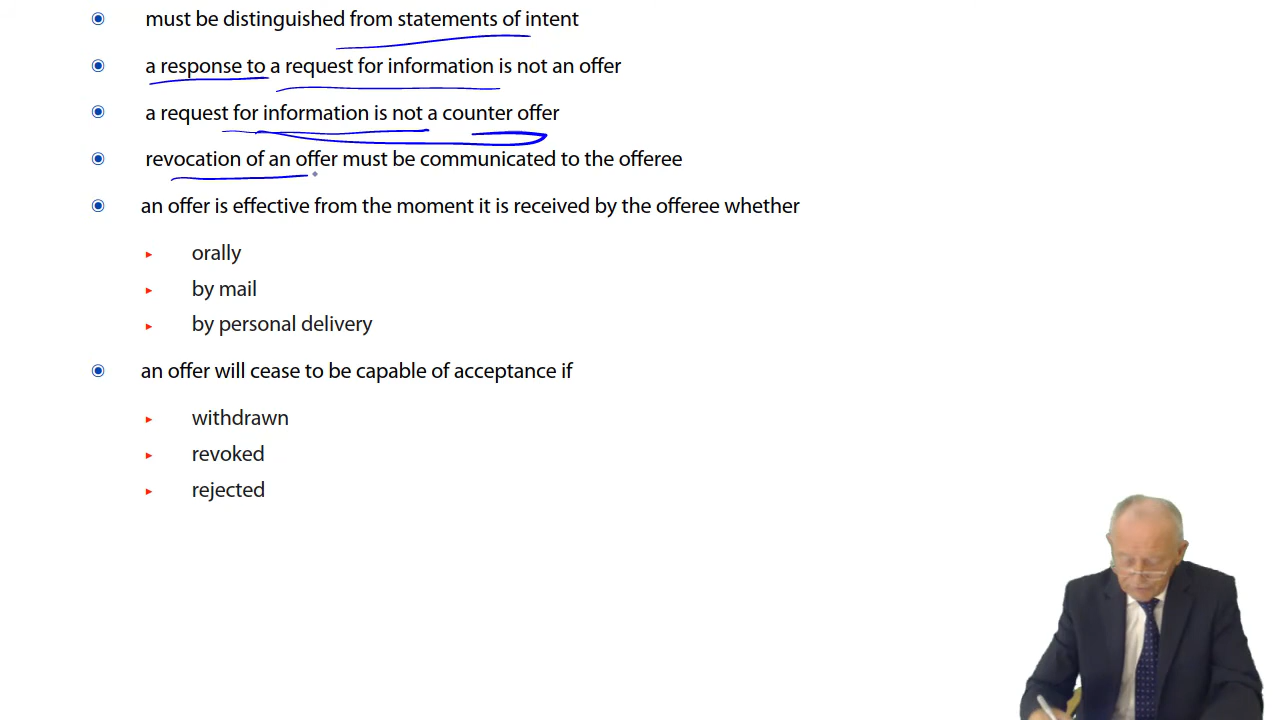 must be distinguished from statements of intent
a response to a request for information is not an offer
a request for information is not a counter offer
revocation of an offer must be communicated to the offeree
an offer is effective from the moment it is received by the offeree whether
orally
by mail
by personal delivery
an offer will cease to be capable of acceptance if
withdrawn
revoked
rejected